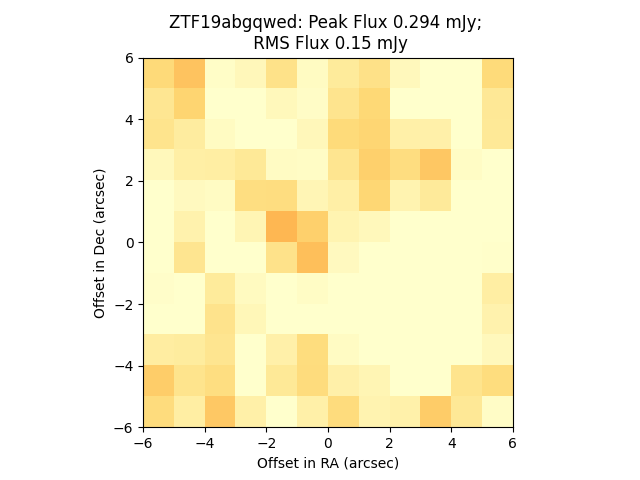 ZTF19abgqwed: Peak Flux 0.294 mJy;
RMS Flux 0.15 mJy
6
4
2
0
−2
−4
−6
Offset in Dec (arcsec)
−6 −4 −2 0 2 4 6
Offset in RA (arcsec)